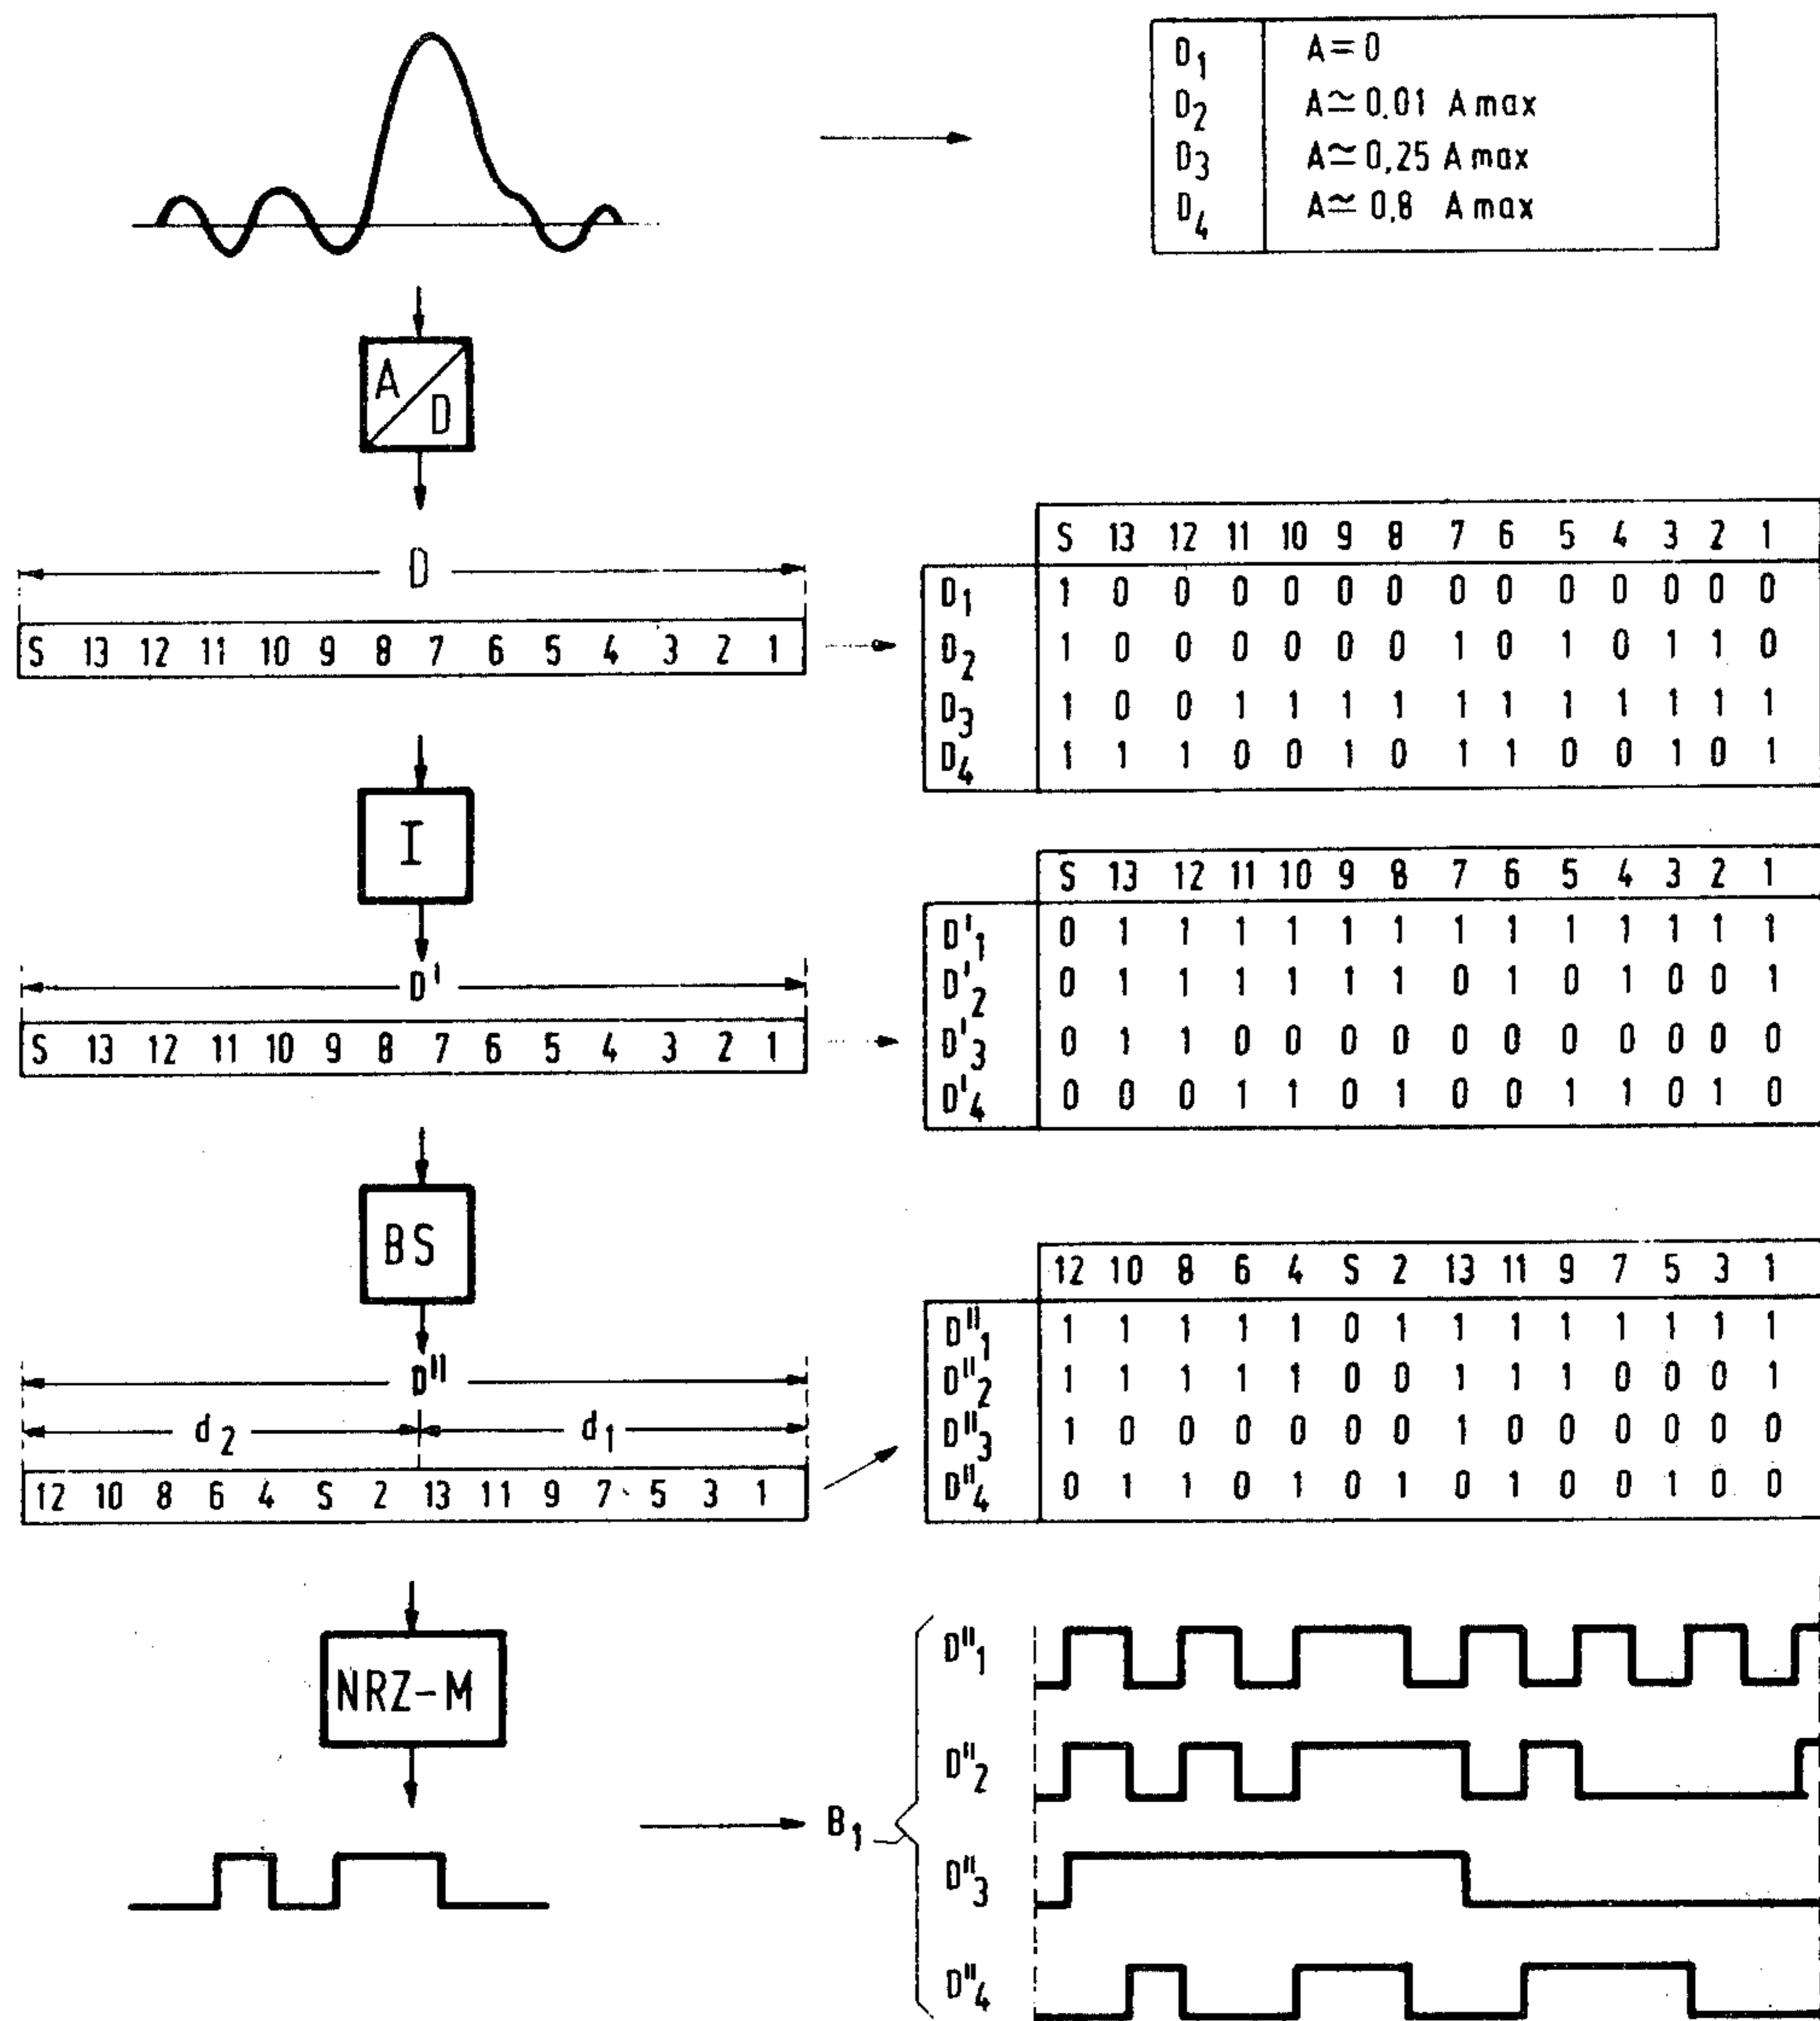 D1 A=0
D2 A≃0.01 A max
D3 A≃0,25 A max
D4 A≃0,8 A max
A/D
D
S 13 12 11 10 9 8 7 6 5 4 3 2 1
S 13 12 11 10 9 8 7 6 5 4 3 2 1
D1 1 0 0 0 0 0 0 0 0 0 0 0 0 0
D2 1 0 0 0 0 0 0 1 0 1 0 1 1 0
D3 1 0 0 1 1 1 1 1 1 1 1 1 1 1
D4 1 1 1 0 0 1 0 1 1 0 0 1 0 1
I
D'
S 13 12 11 10 9 8 7 6 5 4 3 2 1
S 13 12 11 10 9 8 7 6 5 4 3 2 1
D'1 0 1 1 1 1 1 1 1 1 1 1 1 1 1
D'2 0 1 1 1 1 1 1 0 1 0 1 0 0 1
D'3 0 1 1 0 0 0 0 0 0 0 0 0 0 0
D'4 0 0 0 1 1 0 1 0 0 1 1 0 1 0
BS
D"
d2 d1
12 10 8 6 4 S 2 13 11 9 7 5 3 1
12 10 8 6 4 S 2 13 11 9 7 5 3 1
D"1 1 1 1 1 1 0 1 1 1 1 1 1 1 1
D"2 1 1 1 1 1 0 0 1 1 1 0 0 0 1
D"3 1 0 0 0 0 0 0 1 0 0 0 0 0 0
D"4 0 1 1 0 1 0 1 0 1 0 0 1 0 0
NRZ-M
B1
D"1
D"2
D"3
D"4